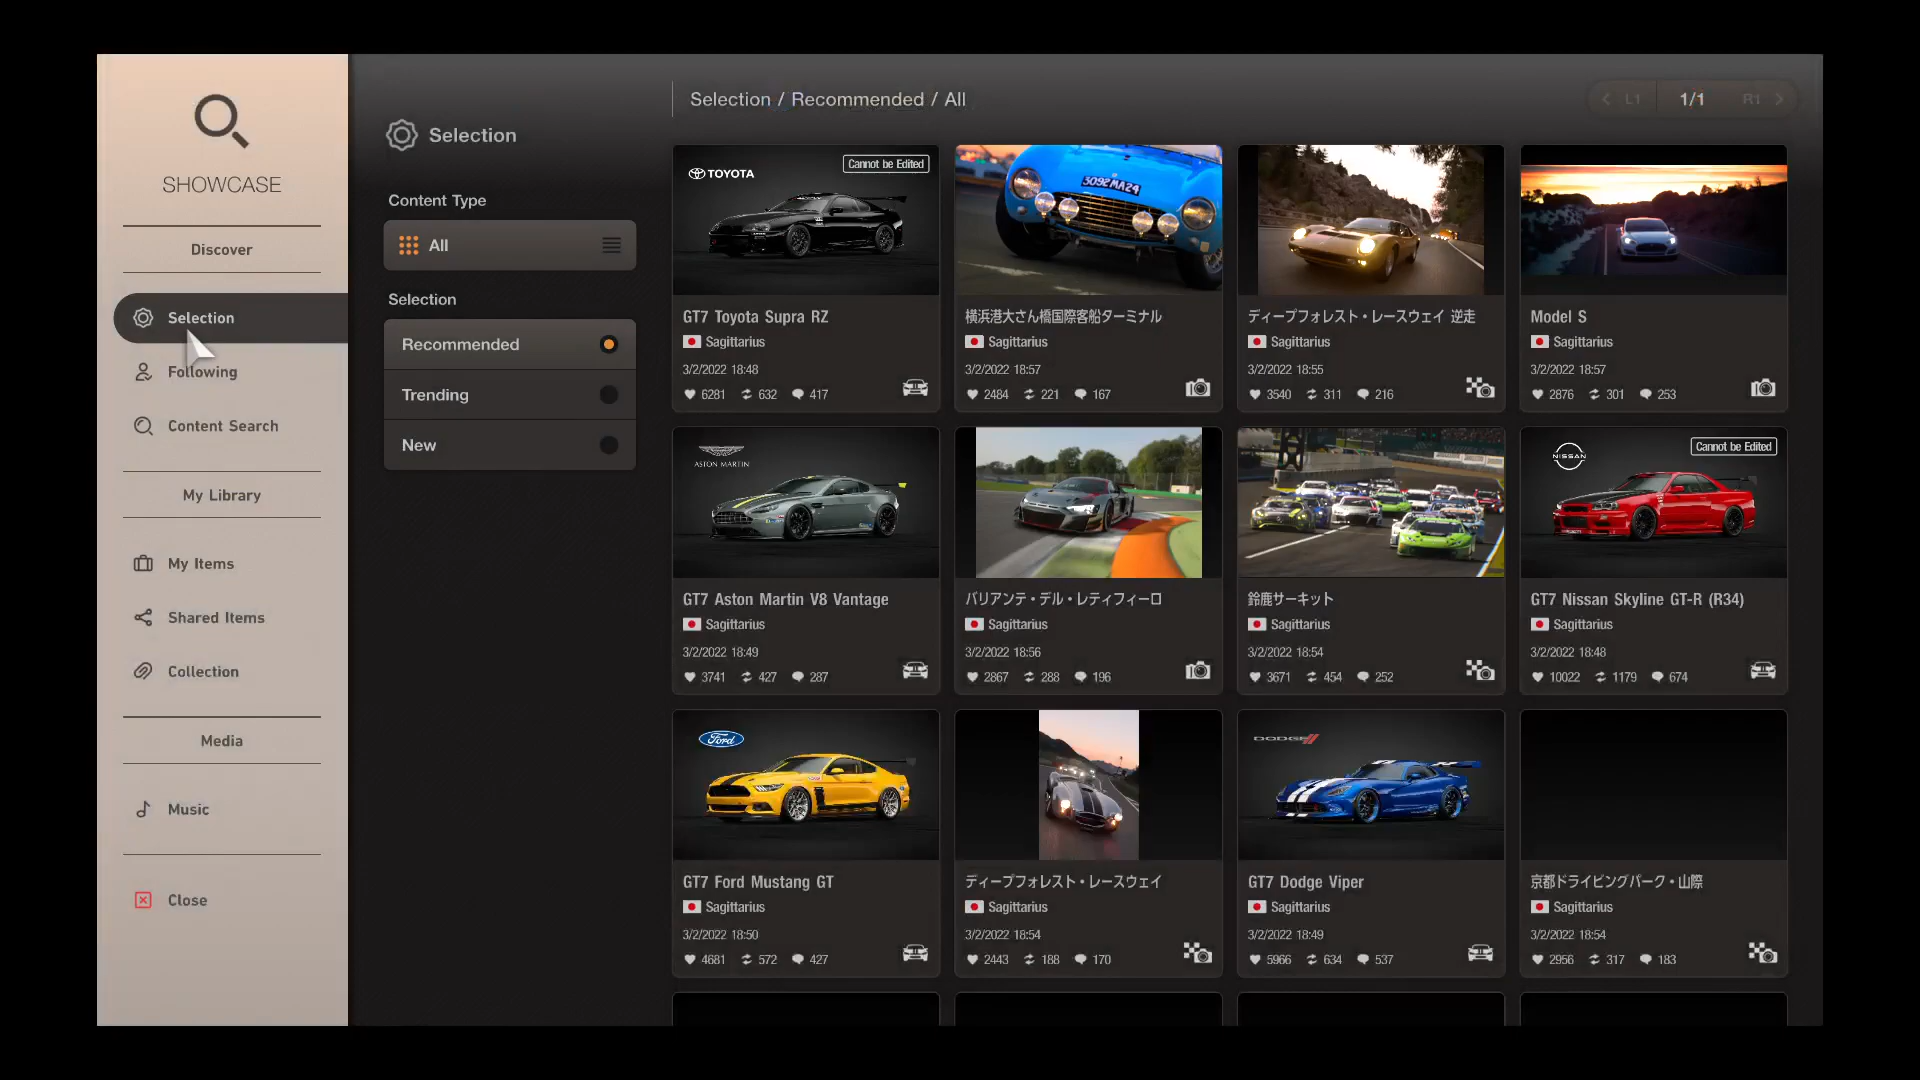 SHOWCASE
Discover
Selection
Following
Content Search
My Library
My Items
Shared Items
Collection
Media
Music
Close
Selection
Content Type
All
Selection
Recommended
Trending
New
Selection / Recommended / All
L1 1/1 R1
TOYOTA
Cannot be Edited
GT7 Toyota Supra RZ
Sagittarius
3/2/2022 18:48
6281 632 417
3092MA24
横浜港大さん橋国際客船ターミナル
Sagittarius
3/2/2022 18:57
2484 221 167
ディープフォレスト・レースウェイ 逆走
Sagittarius
3/2/2022 18:55
3540 311 216
Model S
Sagittarius
3/2/2022 18:57
2876 301 253
ASTON MARTIN
GT7 Aston Martin V8 Vantage
Sagittarius
3/2/2022 18:49
3741 427 287
バリアンテ・デル・レティフィーロ
Sagittarius
3/2/2022 18:56
2867 288 196
鈴鹿サーキット
Sagittarius
3/2/2022 18:54
3671 454 252
NISSAN
Cannot be Edited
GT7 Nissan Skyline GT-R (R34)
Sagittarius
3/2/2022 18:48
10022 1179 674
Ford
GT7 Ford Mustang GT
Sagittarius
3/2/2022 18:50
4681 572 427
ディープフォレスト・レースウェイ
Sagittarius
3/2/2022 18:54
2443 188 170
DODGE
GT7 Dodge Viper
Sagittarius
3/2/2022 18:49
5966 634 537
京都ドライビングパーク・山際
Sagittarius
3/2/2022 18:54
2956 317 183